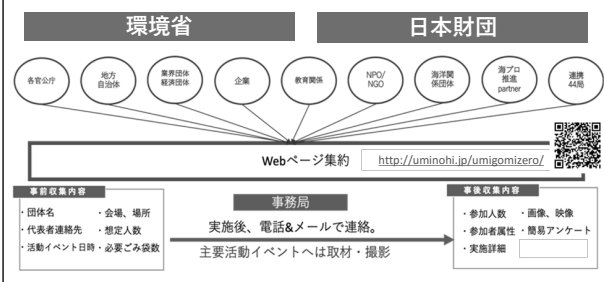 環境省
日本財団
各官公庁
地方
自治体
業界団体
経済団体
企業
教育関係
NPO/
NGO
海洋関
係団体
海プロ
推進
partner
連携
44局
Webページ集約
http://uminohi.jp/umigomizero/
事前収集内容
・団体名
・会場、場所
・代表者連絡先
・想定人数
・活動イベント日時
・必要ごみ袋数
事務局
実施後、電話&メールで連絡。
主要活動イベントへは取材・撮影
事後収集内容
・参加人数
・画像、映像
・参加者属性
・簡易アンケート
・実施詳細